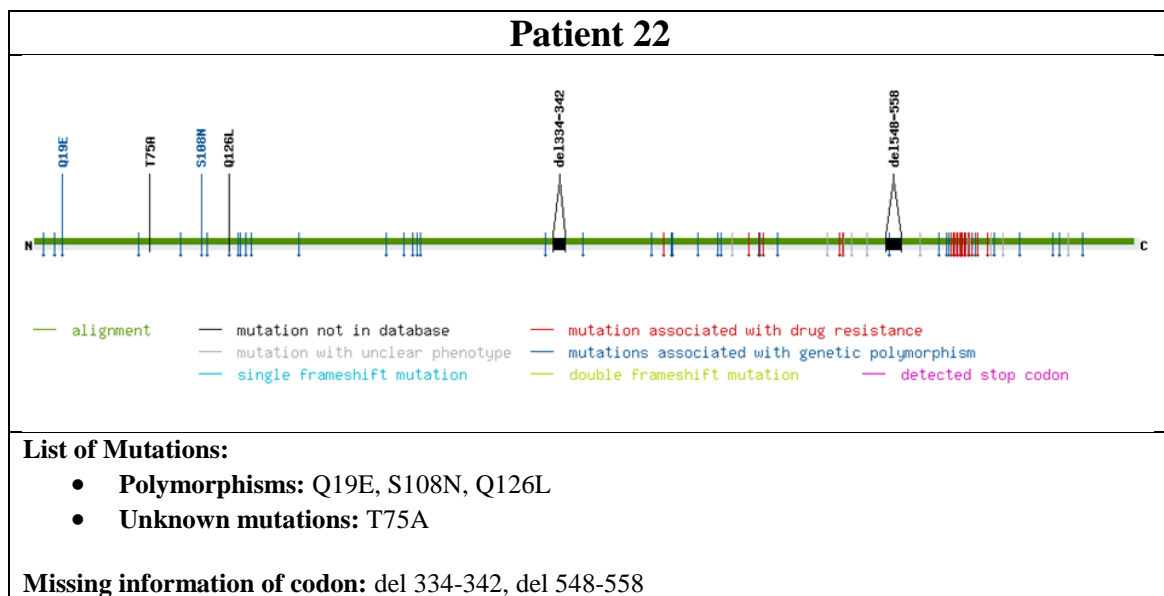 Patient 22
Q19E
T75A
S108N
Q126L
del334-342
del548-558
N
C
alignment
mutation not in database
mutation associated with drug resistance
mutation with unclear phenotype
mutations associated with genetic polymorphism
single frameshift mutation
double frameshift mutation
detected stop codon
List of Mutations:
• Polymorphisms: Q19E, S108N, Q126L
• Unknown mutations: T75A
Missing information of codon: del 334-342, del 548-558